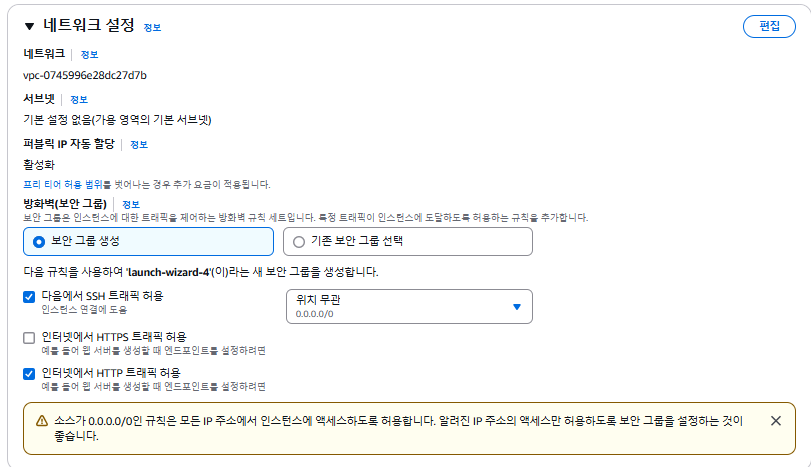 ▼ 네트워크 설정 정보
편집
네트워크 | 정보
vpc-0745996e28dc27d7b
서브넷 | 정보
기본 설정 없음(가용 영역의 기본 서브넷)
퍼블릭 IP 자동 할당 | 정보
활성화
프리 티어 허용 범위를 벗어나는 경우 추가 요금이 적용됩니다.
방화벽(보안 그룹) | 정보
보안 그룹은 인스턴스에 대한 트래픽을 제어하는 방화벽 규칙 세트입니다. 특정 트래픽이 인스턴스에 도달하도록 허용하는 규칙을 추가합니다.
보안 그룹 생성
기존 보안 그룹 선택
다음 규칙을 사용하여 'launch-wizard-4'(이)라는 새 보안 그룹을 생성합니다.
다음에서 SSH 트래픽 허용
인스턴스 연결에 도움
위치 무관
0.0.0.0/0
인터넷에서 HTTPS 트래픽 허용
예를 들어 웹 서버를 생성할 때 엔드포인트를 설정하려면
인터넷에서 HTTP 트래픽 허용
예를 들어 웹 서버를 생성할 때 엔드포인트를 설정하려면
소스가 0.0.0.0/0인 규칙은 모든 IP 주소에서 인스턴스에 액세스하도록 허용합니다. 알려진 IP 주소의 액세스만 허용하도록 보안 그룹을 설정하는 것이
좋습니다.